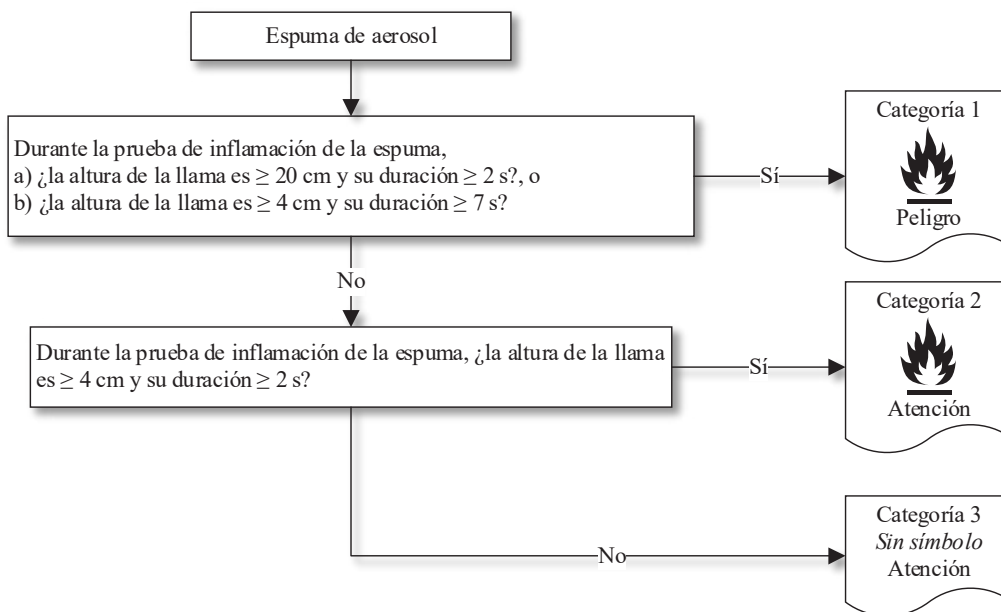 Espuma de aerosol
Durante la prueba de inflamación de la espuma,
a) ¿la altura de la llama es ≥ 20 cm y su duración ≥ 2 s?, o
b) ¿la altura de la llama es ≥ 4 cm y su duración ≥ 7 s?
Sí
Categoría 1
Peligro
No
Durante la prueba de inflamación de la espuma, ¿la altura de la llama
es ≥ 4 cm y su duración ≥ 2 s?
Sí
Categoría 2
Atención
No
Categoría 3
Sin símbolo
Atención